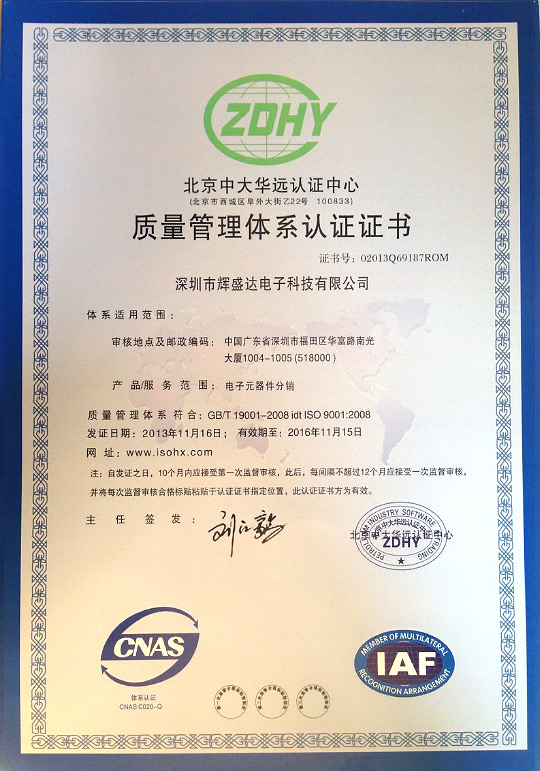 ZDHY
北京中大华远认证中心
(北京市西城区阜外大街乙22号 100833)
质量管理体系认证证书
证书号: 02013Q69187ROM
深圳市辉盛达电子科技有限公司
体系适用范围:
审核地点及邮政编码: 中国广东省深圳市福田区华富路南光
大厦1004-1005 (518000)
产品/服务范围: 电子元器件分销
质量管理体系 符合: GB/T 19001-2008 idt ISO 9001:2008
发证日期: 2013年11月16日; 有效期至: 2016年11月15日
网址: www.isohx.com
注: 自发证之日, 10个月内应接受第一次监督审核, 此后, 每间隔不超过12个月应接受一次监督审核,
并将每次监督审核合格标贴粘贴于认证证书指定位置, 此认证证书方为有效。
主任签发:
北京中大华远认证中心
ZDHY
CNAS
体系认证
CNAS C020-Q
MEMBER OF MULTILATERAL
IAF
RECOGNITION ARRANGEMENT